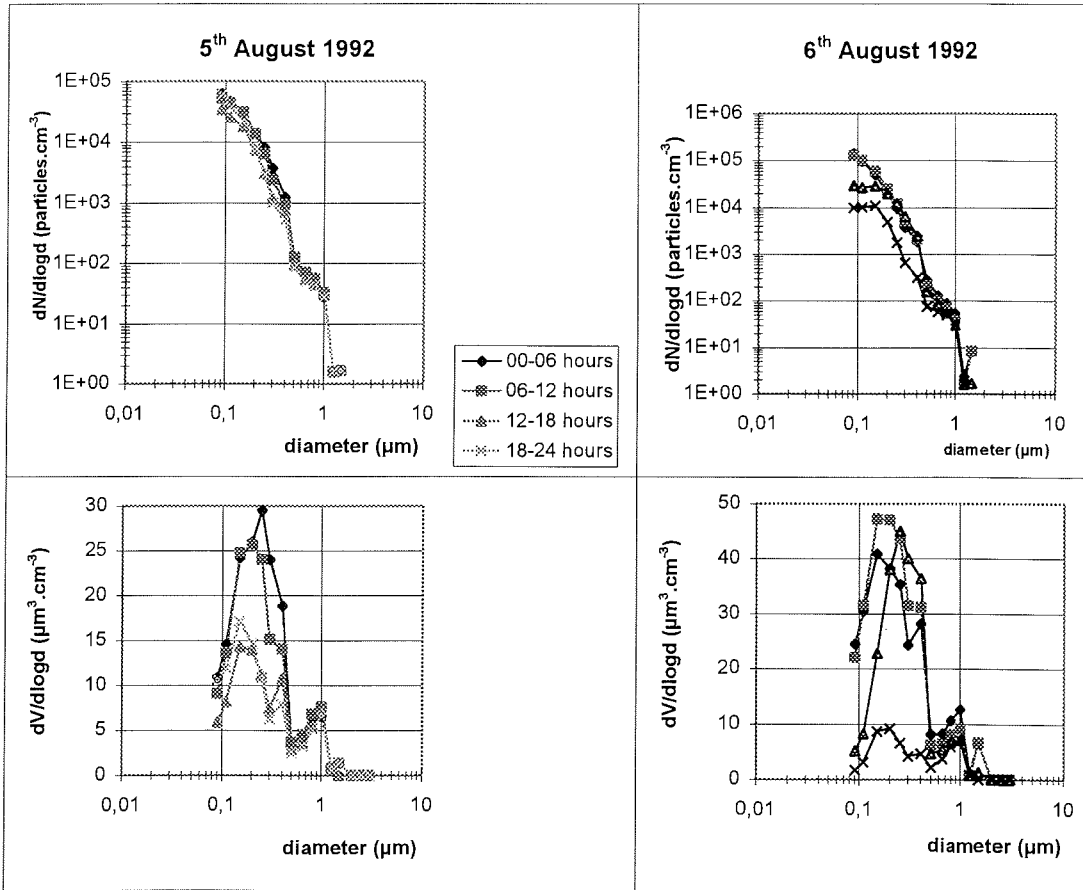 5th August 1992
dN/dlogd (particles.cm-3)
1E+05
1E+04
1E+03
1E+02
1E+01
1E+00
0,01
0,1
1
10
diameter (µm)
00-06 hours
06-12 hours
12-18 hours
18-24 hours
6th August 1992
dN/dlogd (particles.cm-3)
1E+06
1E+05
1E+04
1E+03
1E+02
1E+01
1E+00
0,01
0,1
1
10
diameter (µm)
dV/dlogd (µm3.cm-3)
30
25
20
15
10
5
0
0,01
0,1
1
10
diameter (µm)
dV/dlogd (µm3.cm-3)
50
40
30
20
10
0
0,01
0,1
1
10
diameter (µm)